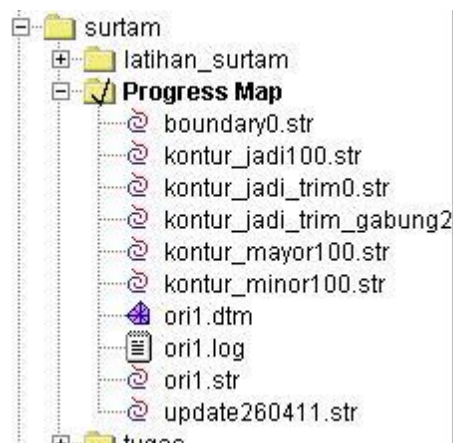 surtam
latihan_surtam
Progress Map
boundary0.str
kontur_jadi100.str
kontur_jadi_trim0.str
kontur_jadi_trim_gabung2
kontur_mayor100.str
kontur_minor100.str
ori1.dtm
ori1.log
ori1.str
update260411.str